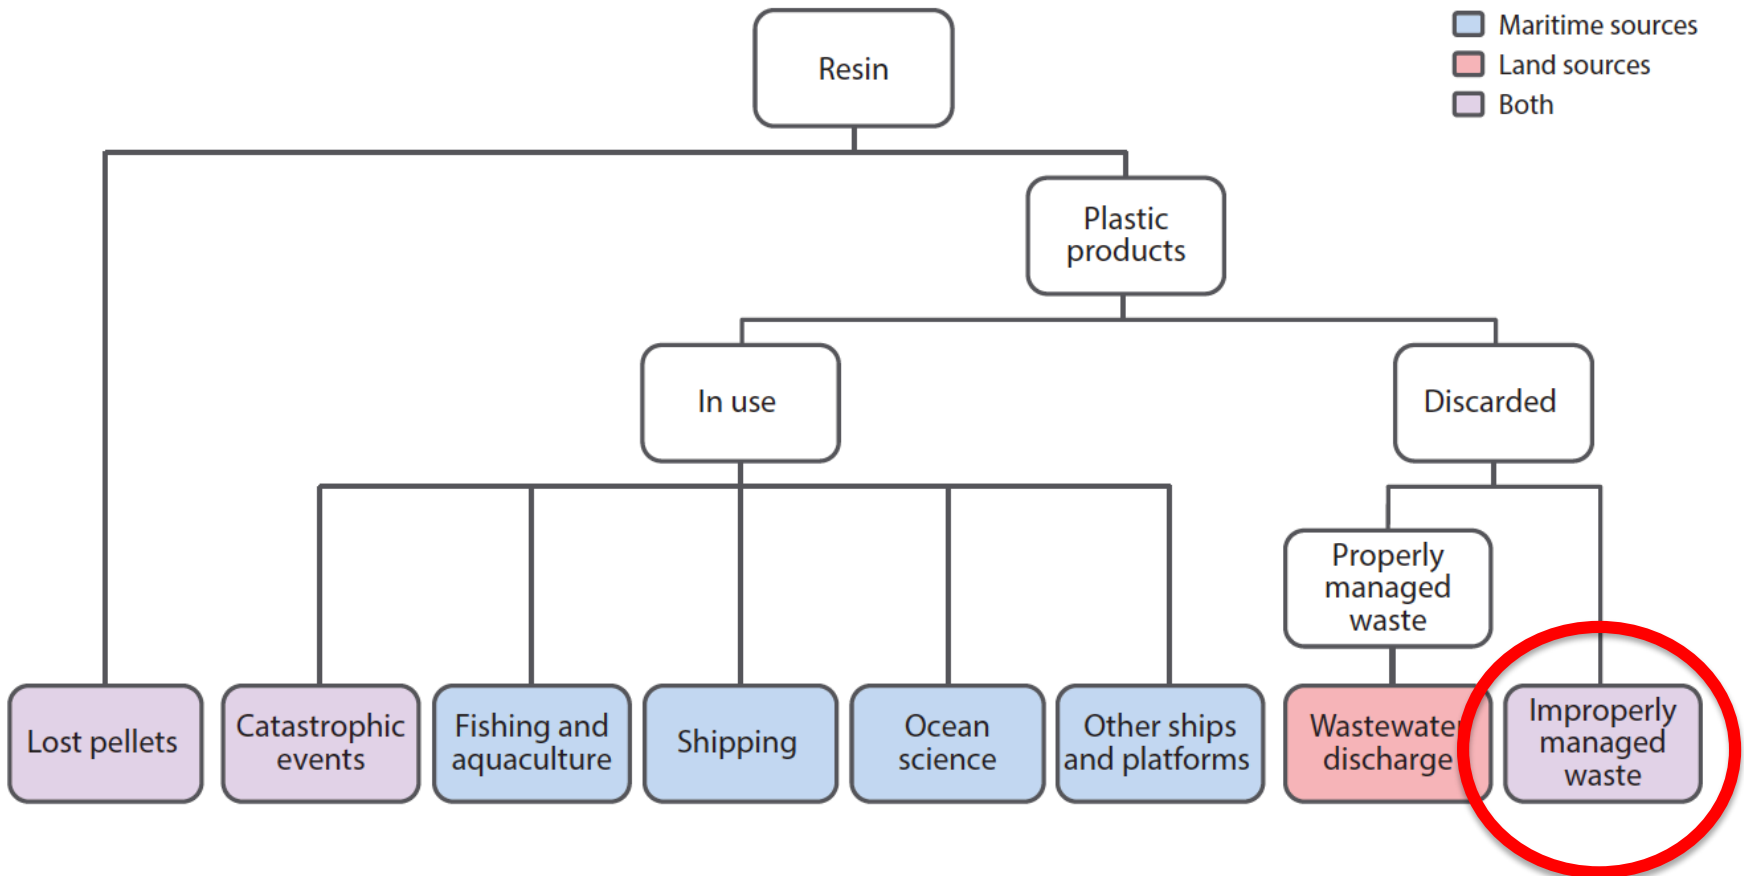 Resin
Maritime sources
Land sources
Both
Plastic
products
In use
Discarded
Properly
managed
waste
Lost pellets
Catastrophic
events
Fishing and
aquaculture
Shipping
Ocean
science
Other ships
and platforms
Wastewater
discharge
Improperly
managed
waste